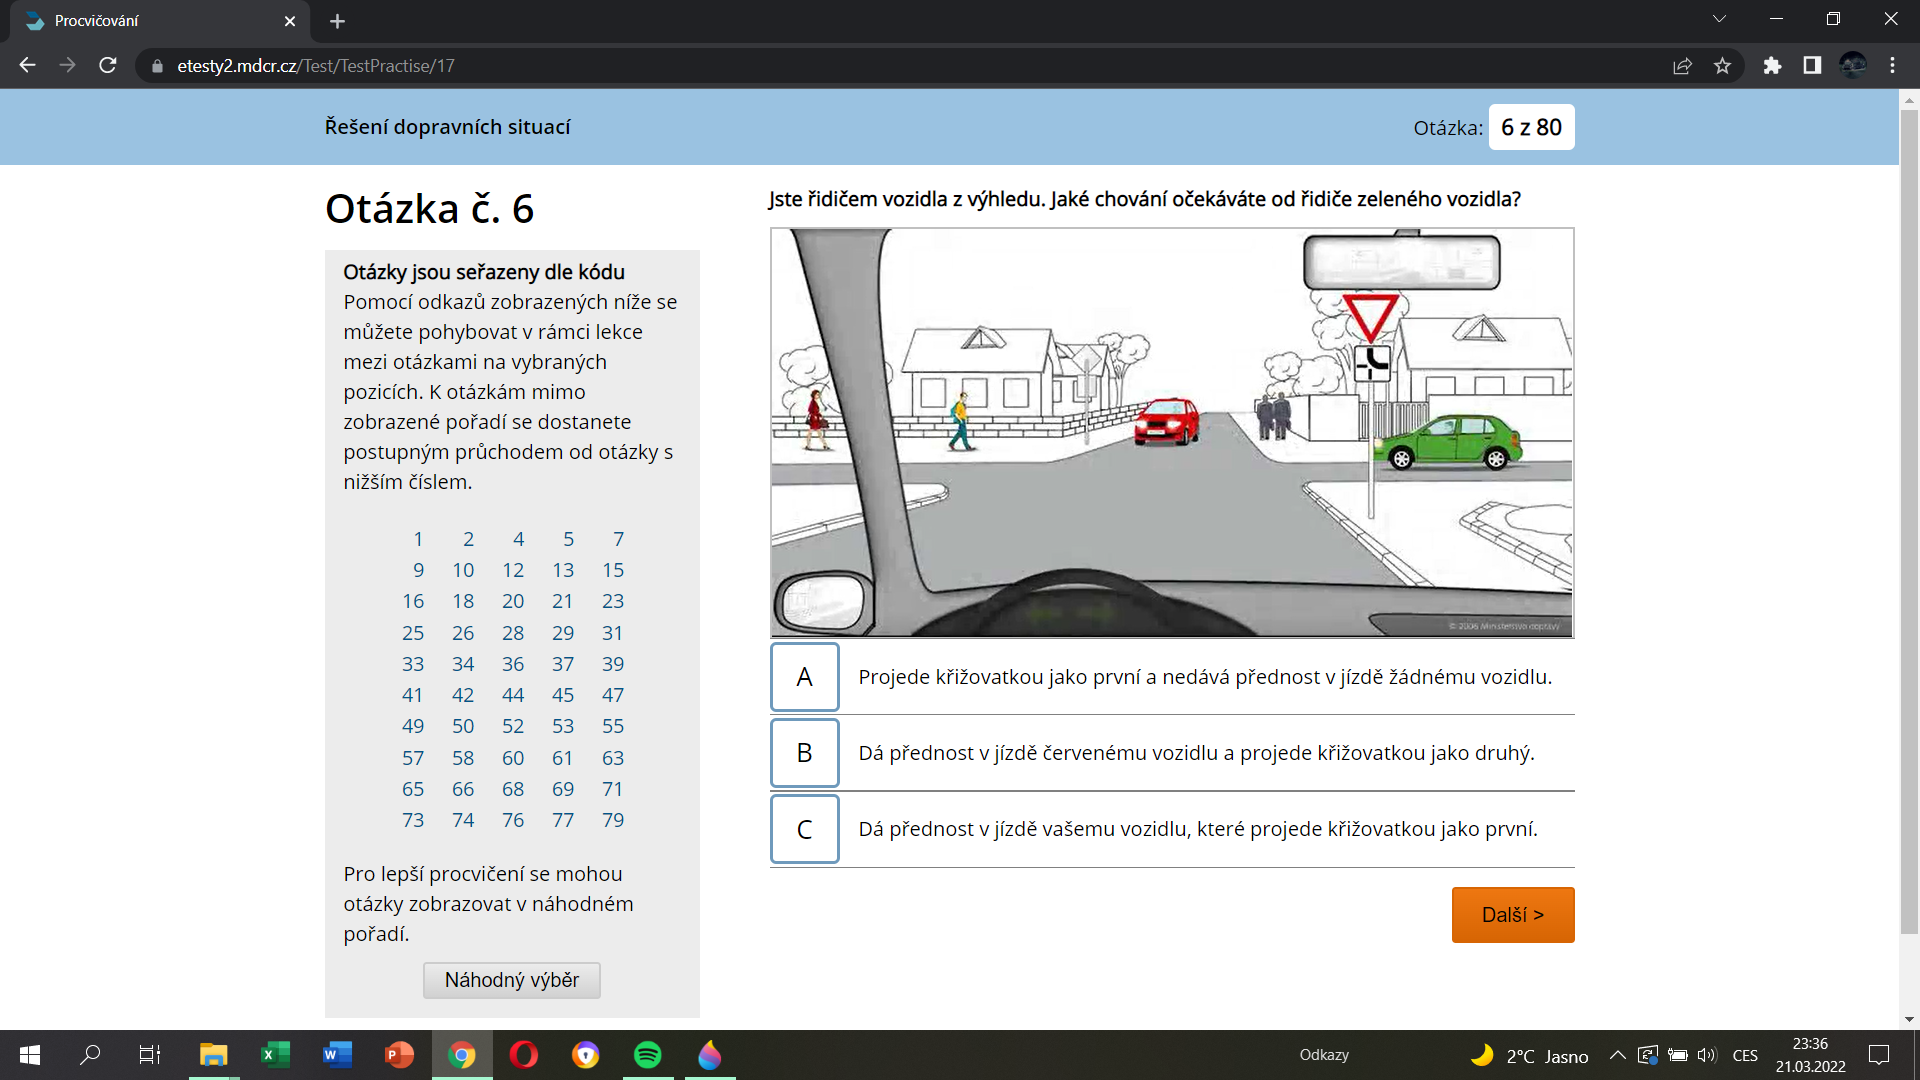 Procvičování
etesty2.mdcr.cz/Test/TestPractise/17
Řešení dopravních situací
Otázka: 6 z 80
Otázka č. 6
Otázky jsou seřazeny dle kódu
Pomocí odkazů zobrazených níže se
můžete pohybovat v rámci lekce
mezi otázkami na vybraných
pozicích. K otázkám mimo
zobrazené pořadí se dostanete
postupným průchodem od otázky s
nižším číslem.
1 2 4 5 7
9 10 12 13 15
16 18 20 21 23
25 26 28 29 31
33 34 36 37 39
41 42 44 45 47
49 50 52 53 55
57 58 60 61 63
65 66 68 69 71
73 74 76 77 79
Pro lepší procvičení se mohou
otázky zobrazovat v náhodném
pořadí.
Náhodný výběr
Jste řidičem vozidla z výhledu. Jaké chování očekáváte od řidiče zeleného vozidla?
© 2006 Ministerstvo dopravy
A Projede křižovatkou jako první a nedává přednost v jízdě žádnému vozidlu.
B Dá přednost v jízdě červenému vozidlu a projede křižovatkou jako druhý.
C Dá přednost v jízdě vašemu vozidlu, které projede křižovatkou jako první.
Další >
Odkazy
2°C Jasno
CES
23:36
21.03.2022